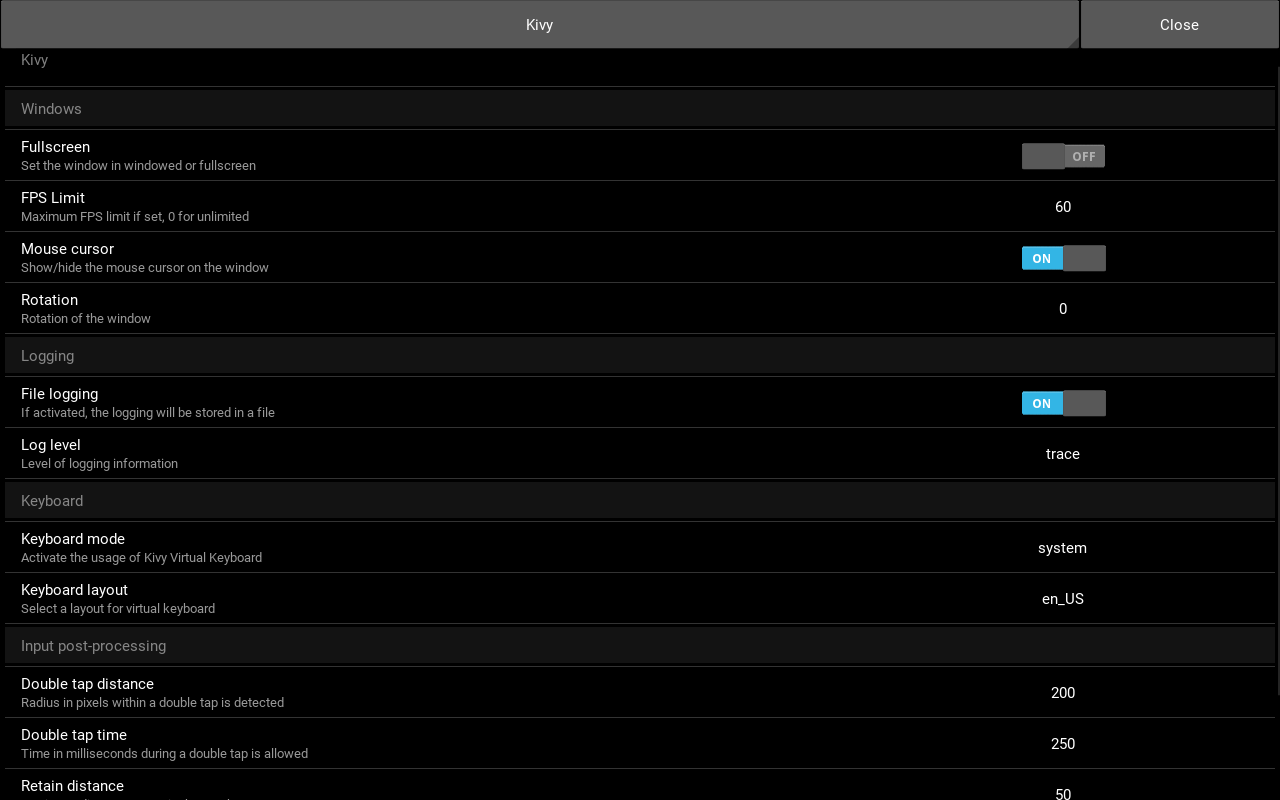 Kivy
Close
Kivy
Windows
Fullscreen
Set the window in windowed or fullscreen
OFF
FPS Limit
Maximum FPS limit if set, 0 for unlimited
60
Mouse cursor
Show/hide the mouse cursor on the window
ON
Rotation
Rotation of the window
0
Logging
File logging
If activated, the logging will be stored in a file
ON
Log level
Level of logging information
trace
Keyboard
Keyboard mode
Activate the usage of Kivy Virtual Keyboard
system
Keyboard layout
Select a layout for virtual keyboard
en_US
Input post-processing
Double tap distance
Radius in pixels within a double tap is detected
200
Double tap time
Time in milliseconds during a double tap is allowed
250
Retain distance
50